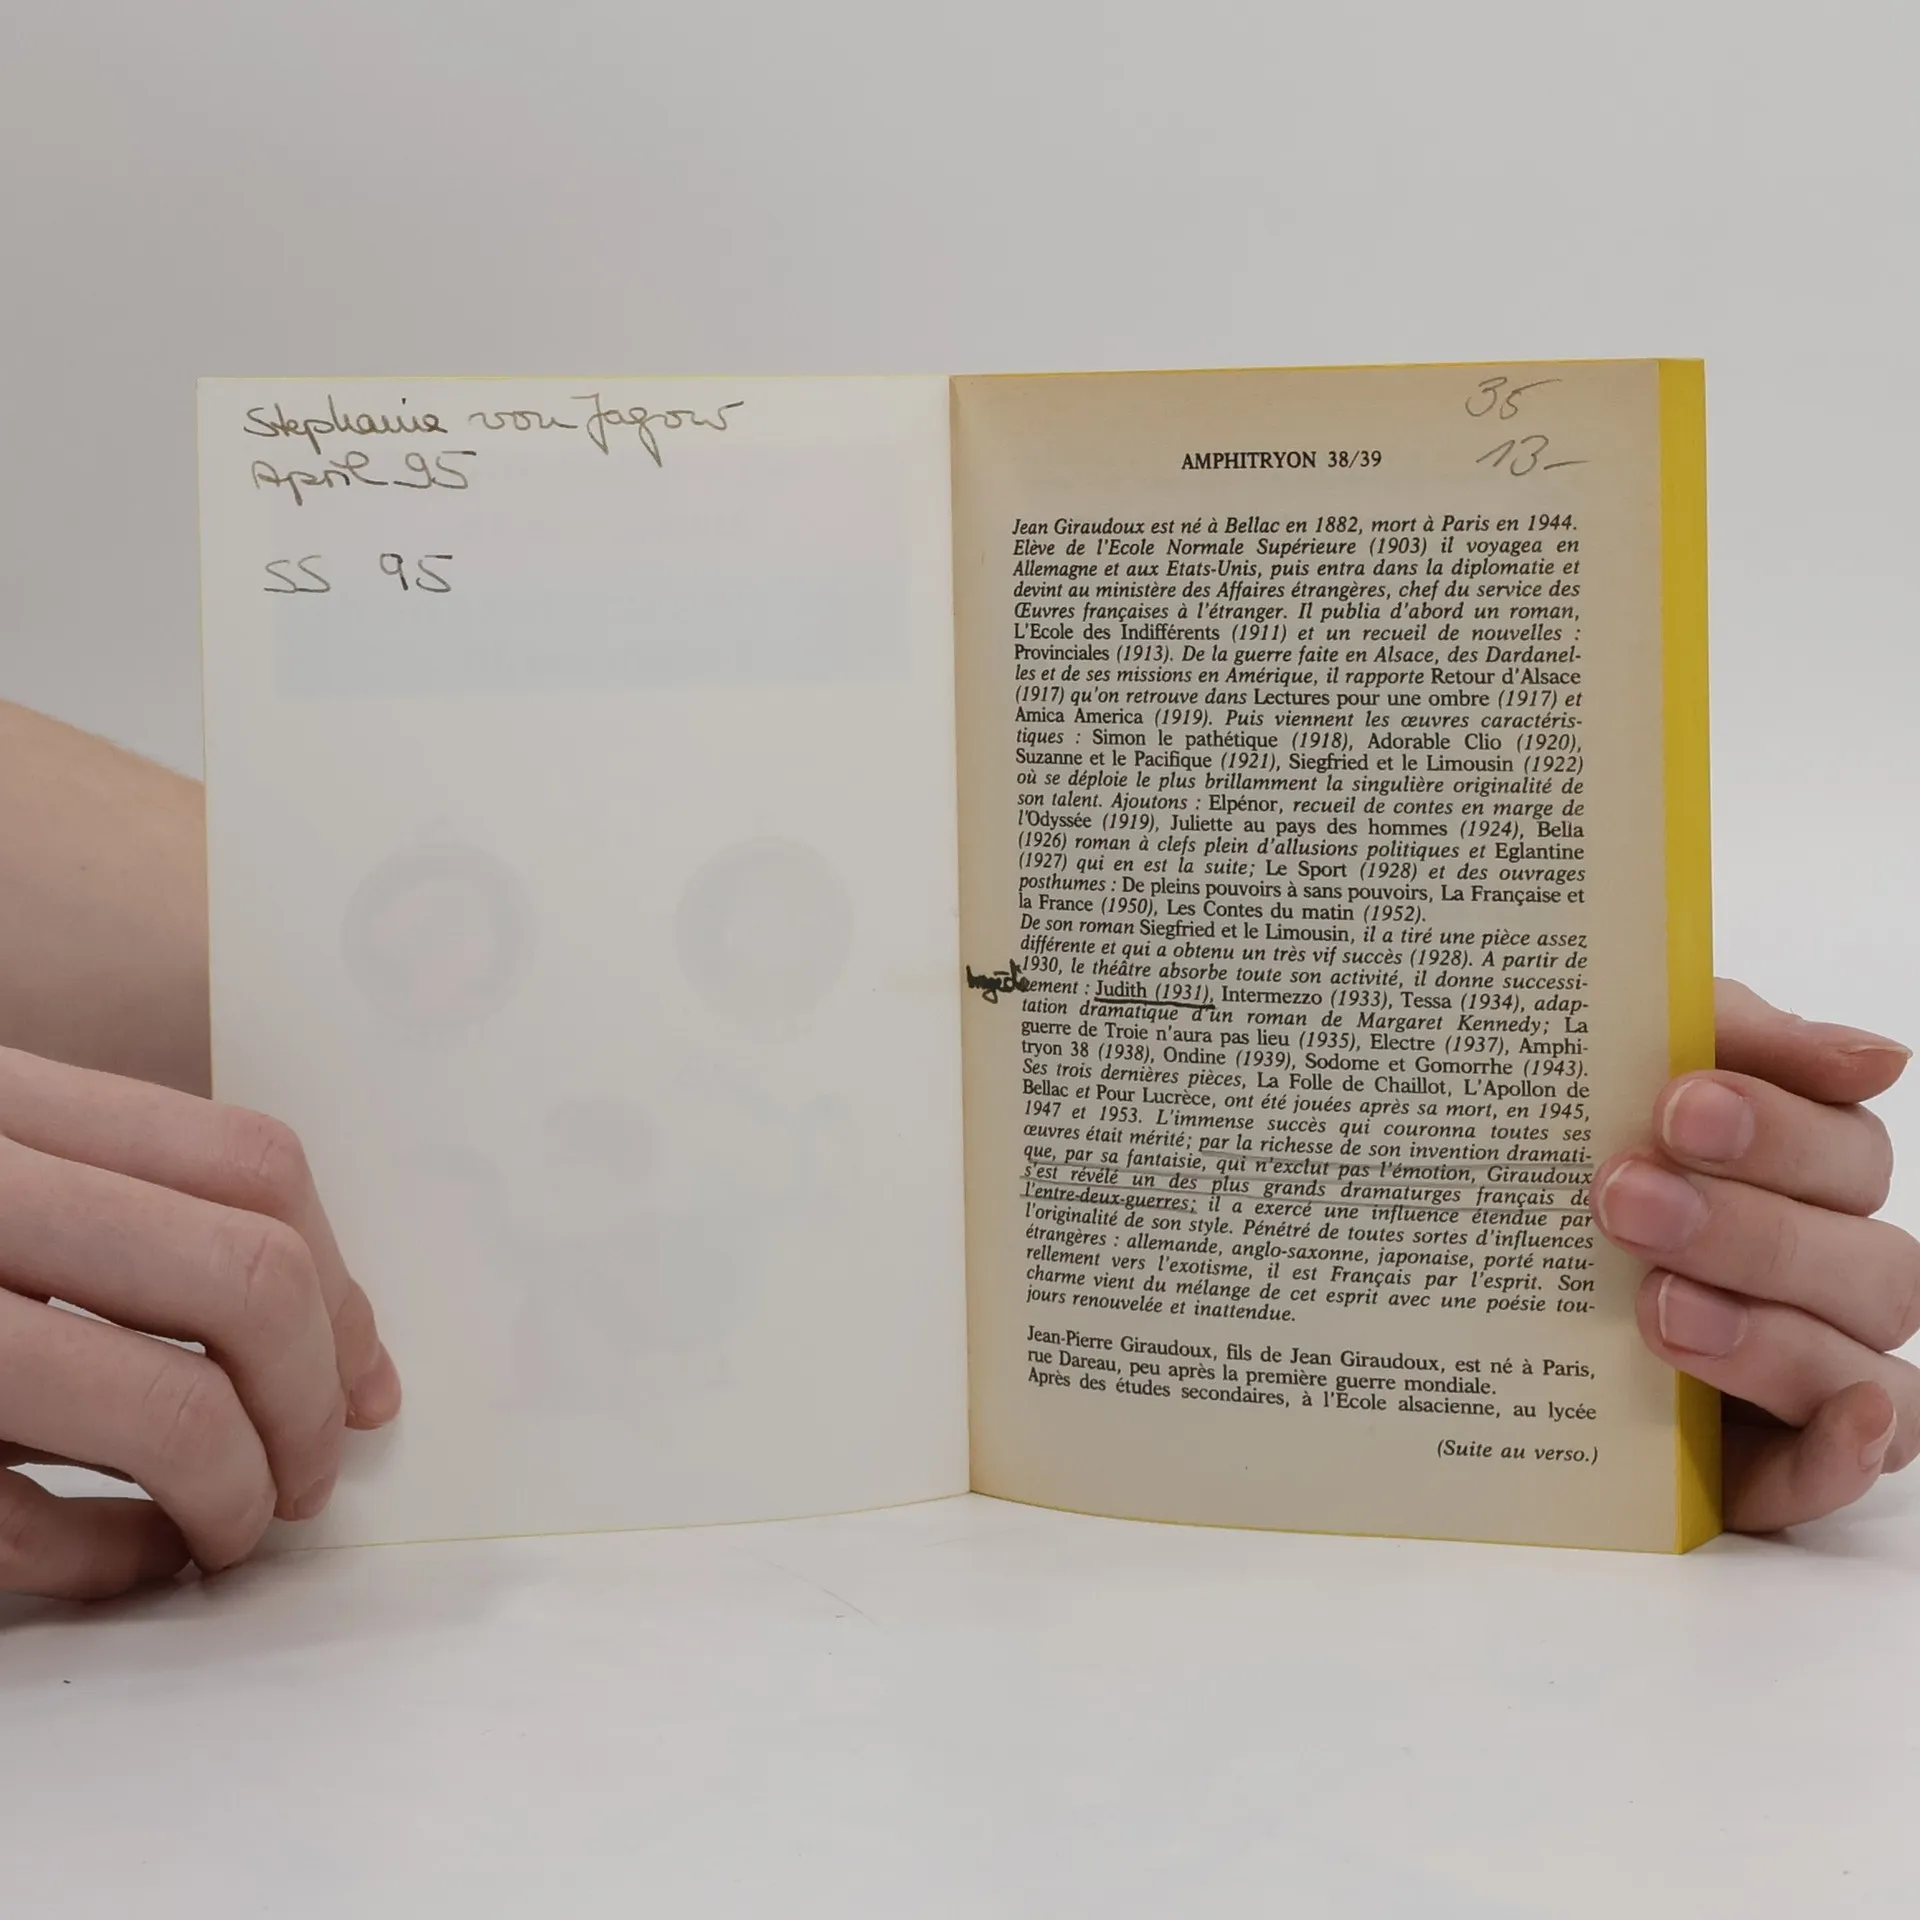 Stephanie von Jagow
April 95
SS 95
35
13-
AMPHITRYON 38/39
Jean Giraudoux est né à Bellac en 1882, mort à Paris en 1944.
Elève de l'Ecole Normale Supérieure (1903) il voyagea en
Allemagne et aux Etats-Unis, puis entra dans la diplomatie et
devint au ministère des Affaires étrangères, chef du service des
Œuvres françaises à l'étranger. Il publia d'abord un roman,
L'Ecole des Indifférents (1911) et un recueil de nouvelles :
Provinciales (1913). De la guerre faite en Alsace, des Dardanel-
les et de ses missions en Amérique, il rapporte Retour d'Alsace
(1917) qu'on retrouve dans Lectures pour une ombre (1917) et
Amica America (1919). Puis viennent les œuvres caractéris-
tiques : Simon le pathétique (1918), Adorable Clio (1920),
Suzanne et le Pacifique (1921), Siegfried et le Limousin (1922)
où se déploie le plus brillamment la singulière originalité de
son talent. Ajoutons : Elpénor, recueil de contes en marge de
l'Odyssée (1919), Juliette au pays des hommes (1924), Bella
(1926) roman à clefs plein d'allusions politiques et Eglantine
(1927) qui en est la suite; Le Sport (1928) et des ouvrages
posthumes : De pleins pouvoirs à sans pouvoirs, La Française et
la France (1950), Les Contes du matin (1952).
De son roman Siegfried et le Limousin, il a tiré une pièce assez
différente et qui a obtenu un très vif succès (1928). A partir de
1930, le théâtre absorbe toute son activité, il donne successi-
vement : Judith (1931), Intermezzo (1933), Tessa (1934), adap-
tation dramatique d'un roman de Margaret Kennedy; La
guerre de Troie n'aura pas lieu (1935), Electre (1937), Amphi-
tryon 38 (1938), Ondine (1939), Sodome et Gomorrhe (1943).
Ses trois dernières pièces, La Folle de Chaillot, L'Apollon de
Bellac et Pour Lucrèce, ont été jouées après sa mort, en 1945,
1947 et 1953. L'immense succès qui couronna toutes ses
œuvres était mérité; par la richesse de son invention dramati-
que, par sa fantaisie, qui n'exclut pas l'émotion, Giraudoux
s'est révélé un des plus grands dramaturges français de
l'entre-deux-guerres; il a exercé une influence étendue par
l'originalité de son style. Pénétré de toutes sortes d'influences
étrangères : allemande, anglo-saxonne, japonaise, porté natu-
rellement vers l'exotisme, il est Français par l'esprit. Son
charme vient du mélange de cet esprit avec une poésie tou-
jours renouvelée et inattendue.
Jean-Pierre Giraudoux, fils de Jean Giraudoux, est né à Paris,
rue Dareau, peu après la première guerre mondiale.
Après des études secondaires, à l'Ecole alsacienne, au lycée
(Suite au verso.)